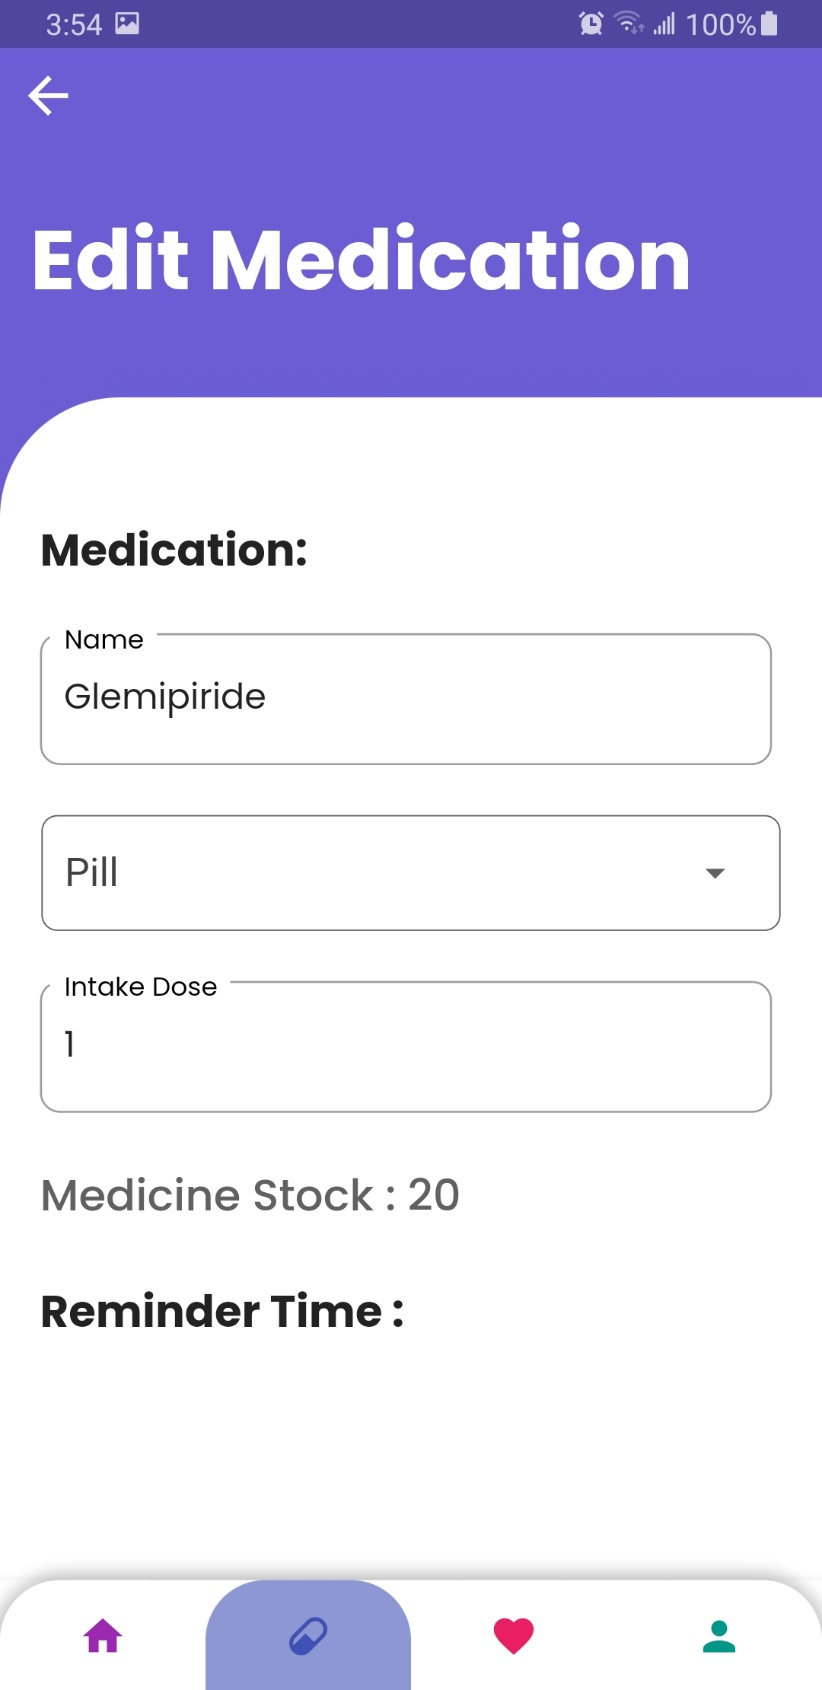 3:54 100%
Edit Medication
Medication:
Name
Glemipiride
Pill
Intake Dose
1
Medicine Stock : 20
Reminder Time :